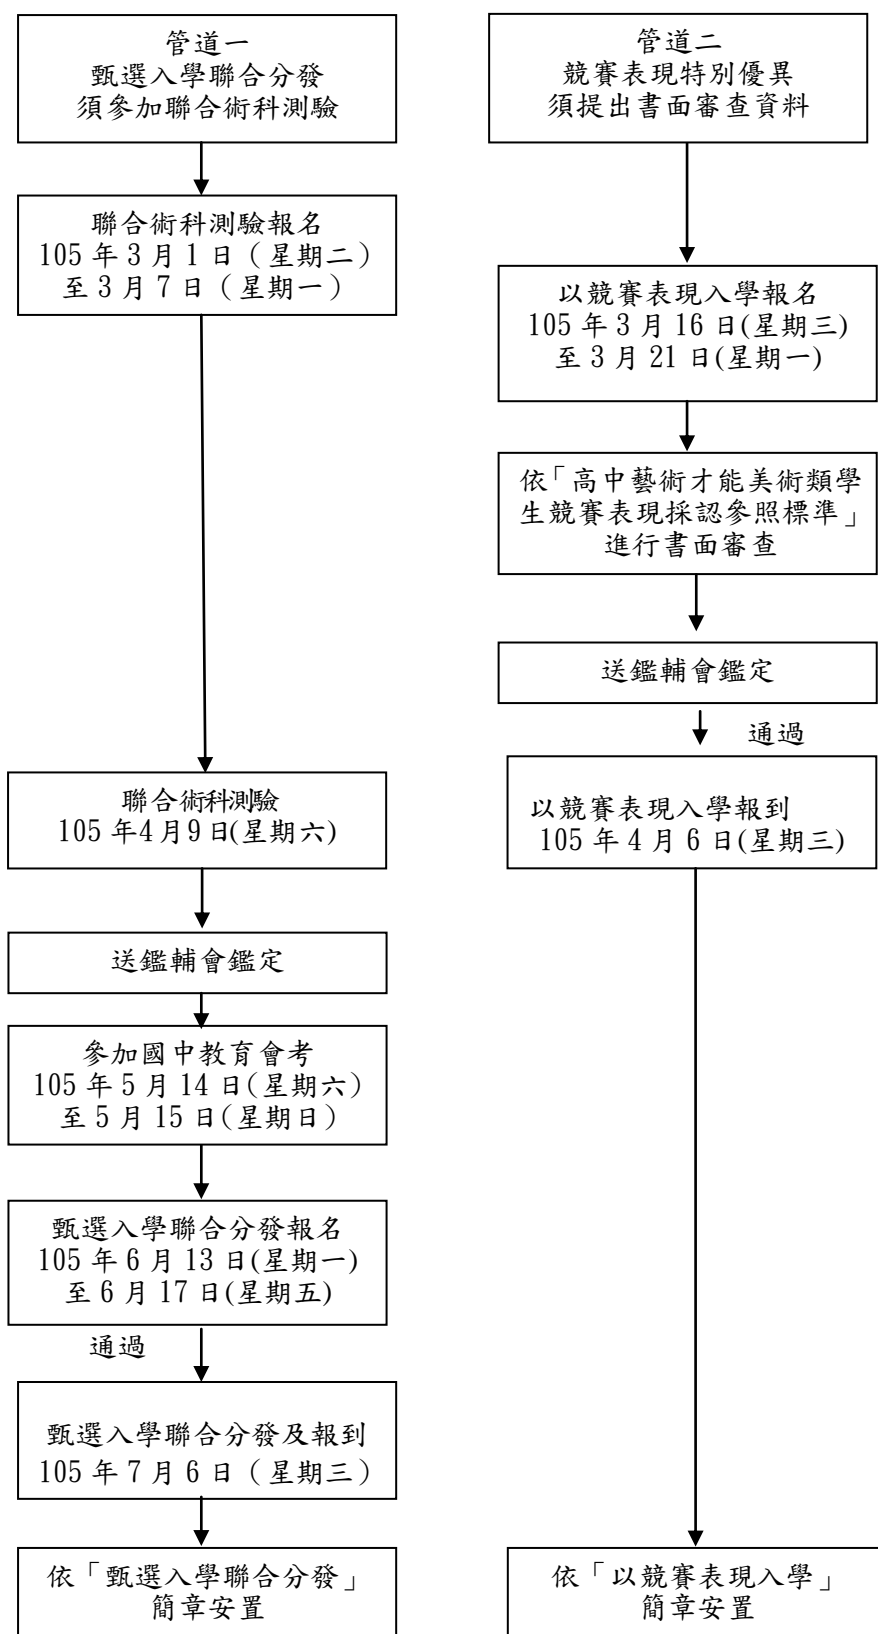 管道一
甄選入學聯合分發
須參加聯合術科測驗
聯合術科測驗報名
105 年 3 月 1 日（星期二）
至 3 月 7 日（星期一）
聯合術科測驗
105 年4月9日(星期六)
送鑑輔會鑑定
參加國中教育會考
105 年 5 月 14 日(星期六)
至 5 月 15 日(星期日)
甄選入學聯合分發報名
105 年 6 月 13 日(星期一)
至 6 月 17 日(星期五)
通過
甄選入學聯合分發及報到
105 年 7 月 6 日（星期三）
依「甄選入學聯合分發」
簡章安置
管道二
競賽表現特別優異
須提出書面審查資料
以競賽表現入學報名
105 年 3 月 16 日(星期三)
至 3 月 21 日(星期一)
依「高中藝術才能美術類學
生競賽表現採認參照標準」
進行書面審查
送鑑輔會鑑定
通過
以競賽表現入學報到
105 年 4 月 6 日(星期三)
依「以競賽表現入學」
簡章安置